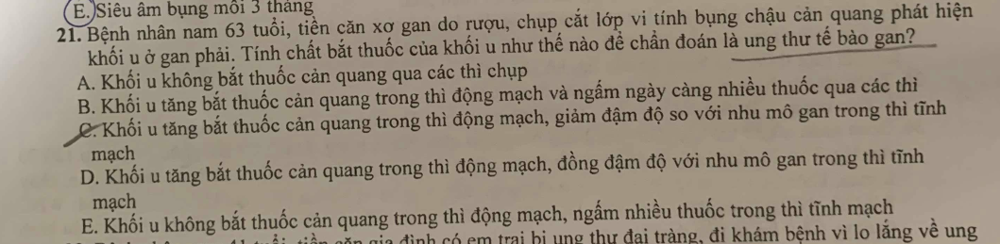 E. Siêu âm bụng mỗi 3 tháng
21. Bệnh nhân nam 63 tuổi, tiền căn xơ gan do rượu, chụp cắt lớp vi tính bụng chậu cản quang phát hiện
khối u ở gan phải. Tính chất bắt thuốc của khối u như thế nào để chẩn đoán là ung thư tế bào gan?
A. Khối u không bắt thuốc cản quang qua các thì chụp
B. Khối u tăng bắt thuốc cản quang trong thì động mạch và ngấm ngày càng nhiều thuốc qua các thì
C. Khối u tăng bắt thuốc cản quang trong thì động mạch, giảm đậm độ so với nhu mô gan trong thì tĩnh
mạch
D. Khối u tăng bắt thuốc cản quang trong thì động mạch, đồng đậm độ với nhu mô gan trong thì tĩnh
mạch
E. Khối u không bắt thuốc cản quang trong thì động mạch, ngấm nhiều thuốc trong thì tĩnh mạch
gia đình có em trai bị ung thư đại tràng, đi khám bệnh vì lo lắng về ung